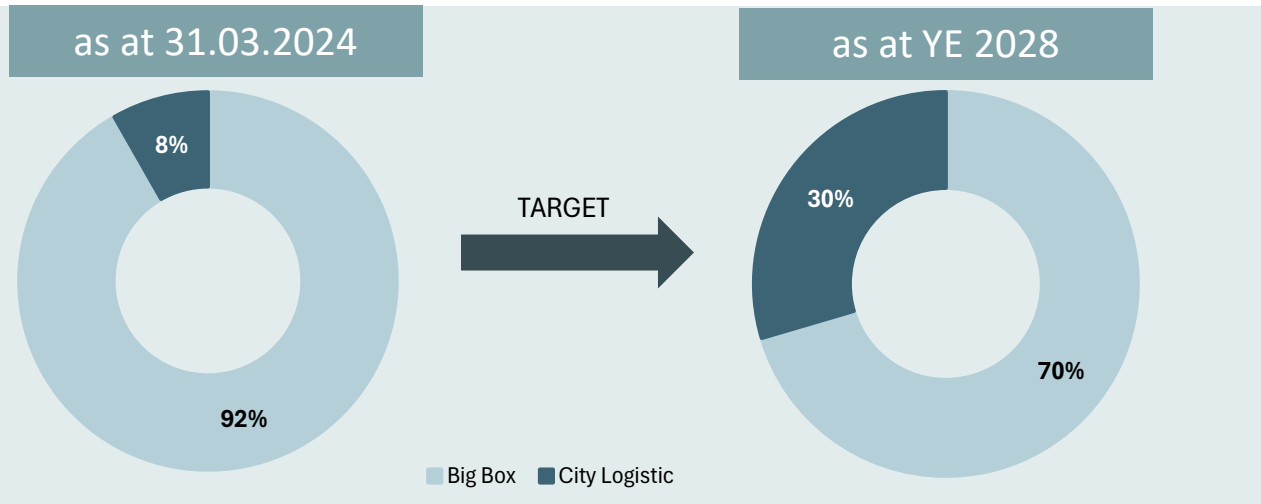 as at 31.03.2024
as at YE 2028
8%
92%
TARGET
30%
70%
Big Box
City Logistic